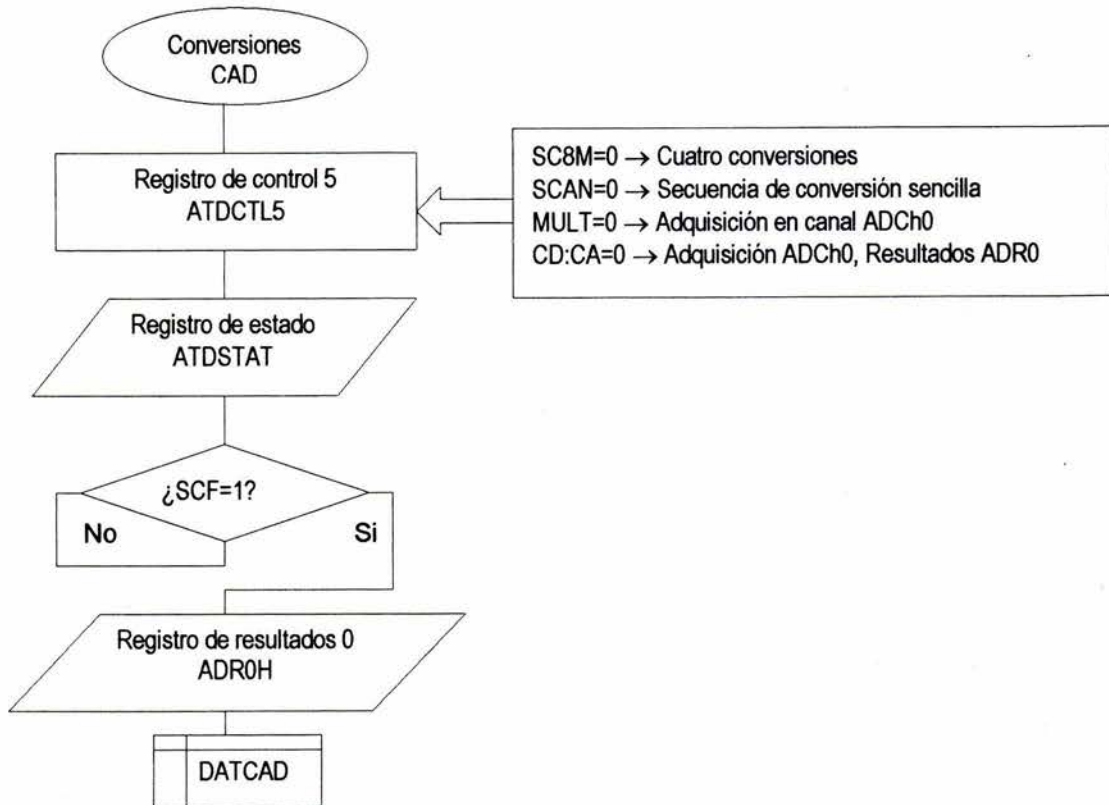 Conversiones
CAD
Registro de control 5
ATDCTL5
SC8M=0 → Cuatro conversiones
SCAN=0 → Secuencia de conversión sencilla
MULT=0 → Adquisición en canal ADCh0
CD:CA=0 → Adquisición ADCh0, Resultados ADR0
Registro de estado
ATDSTAT
¿SCF=1?
No
Si
Registro de resultados 0
ADR0H
DATCAD